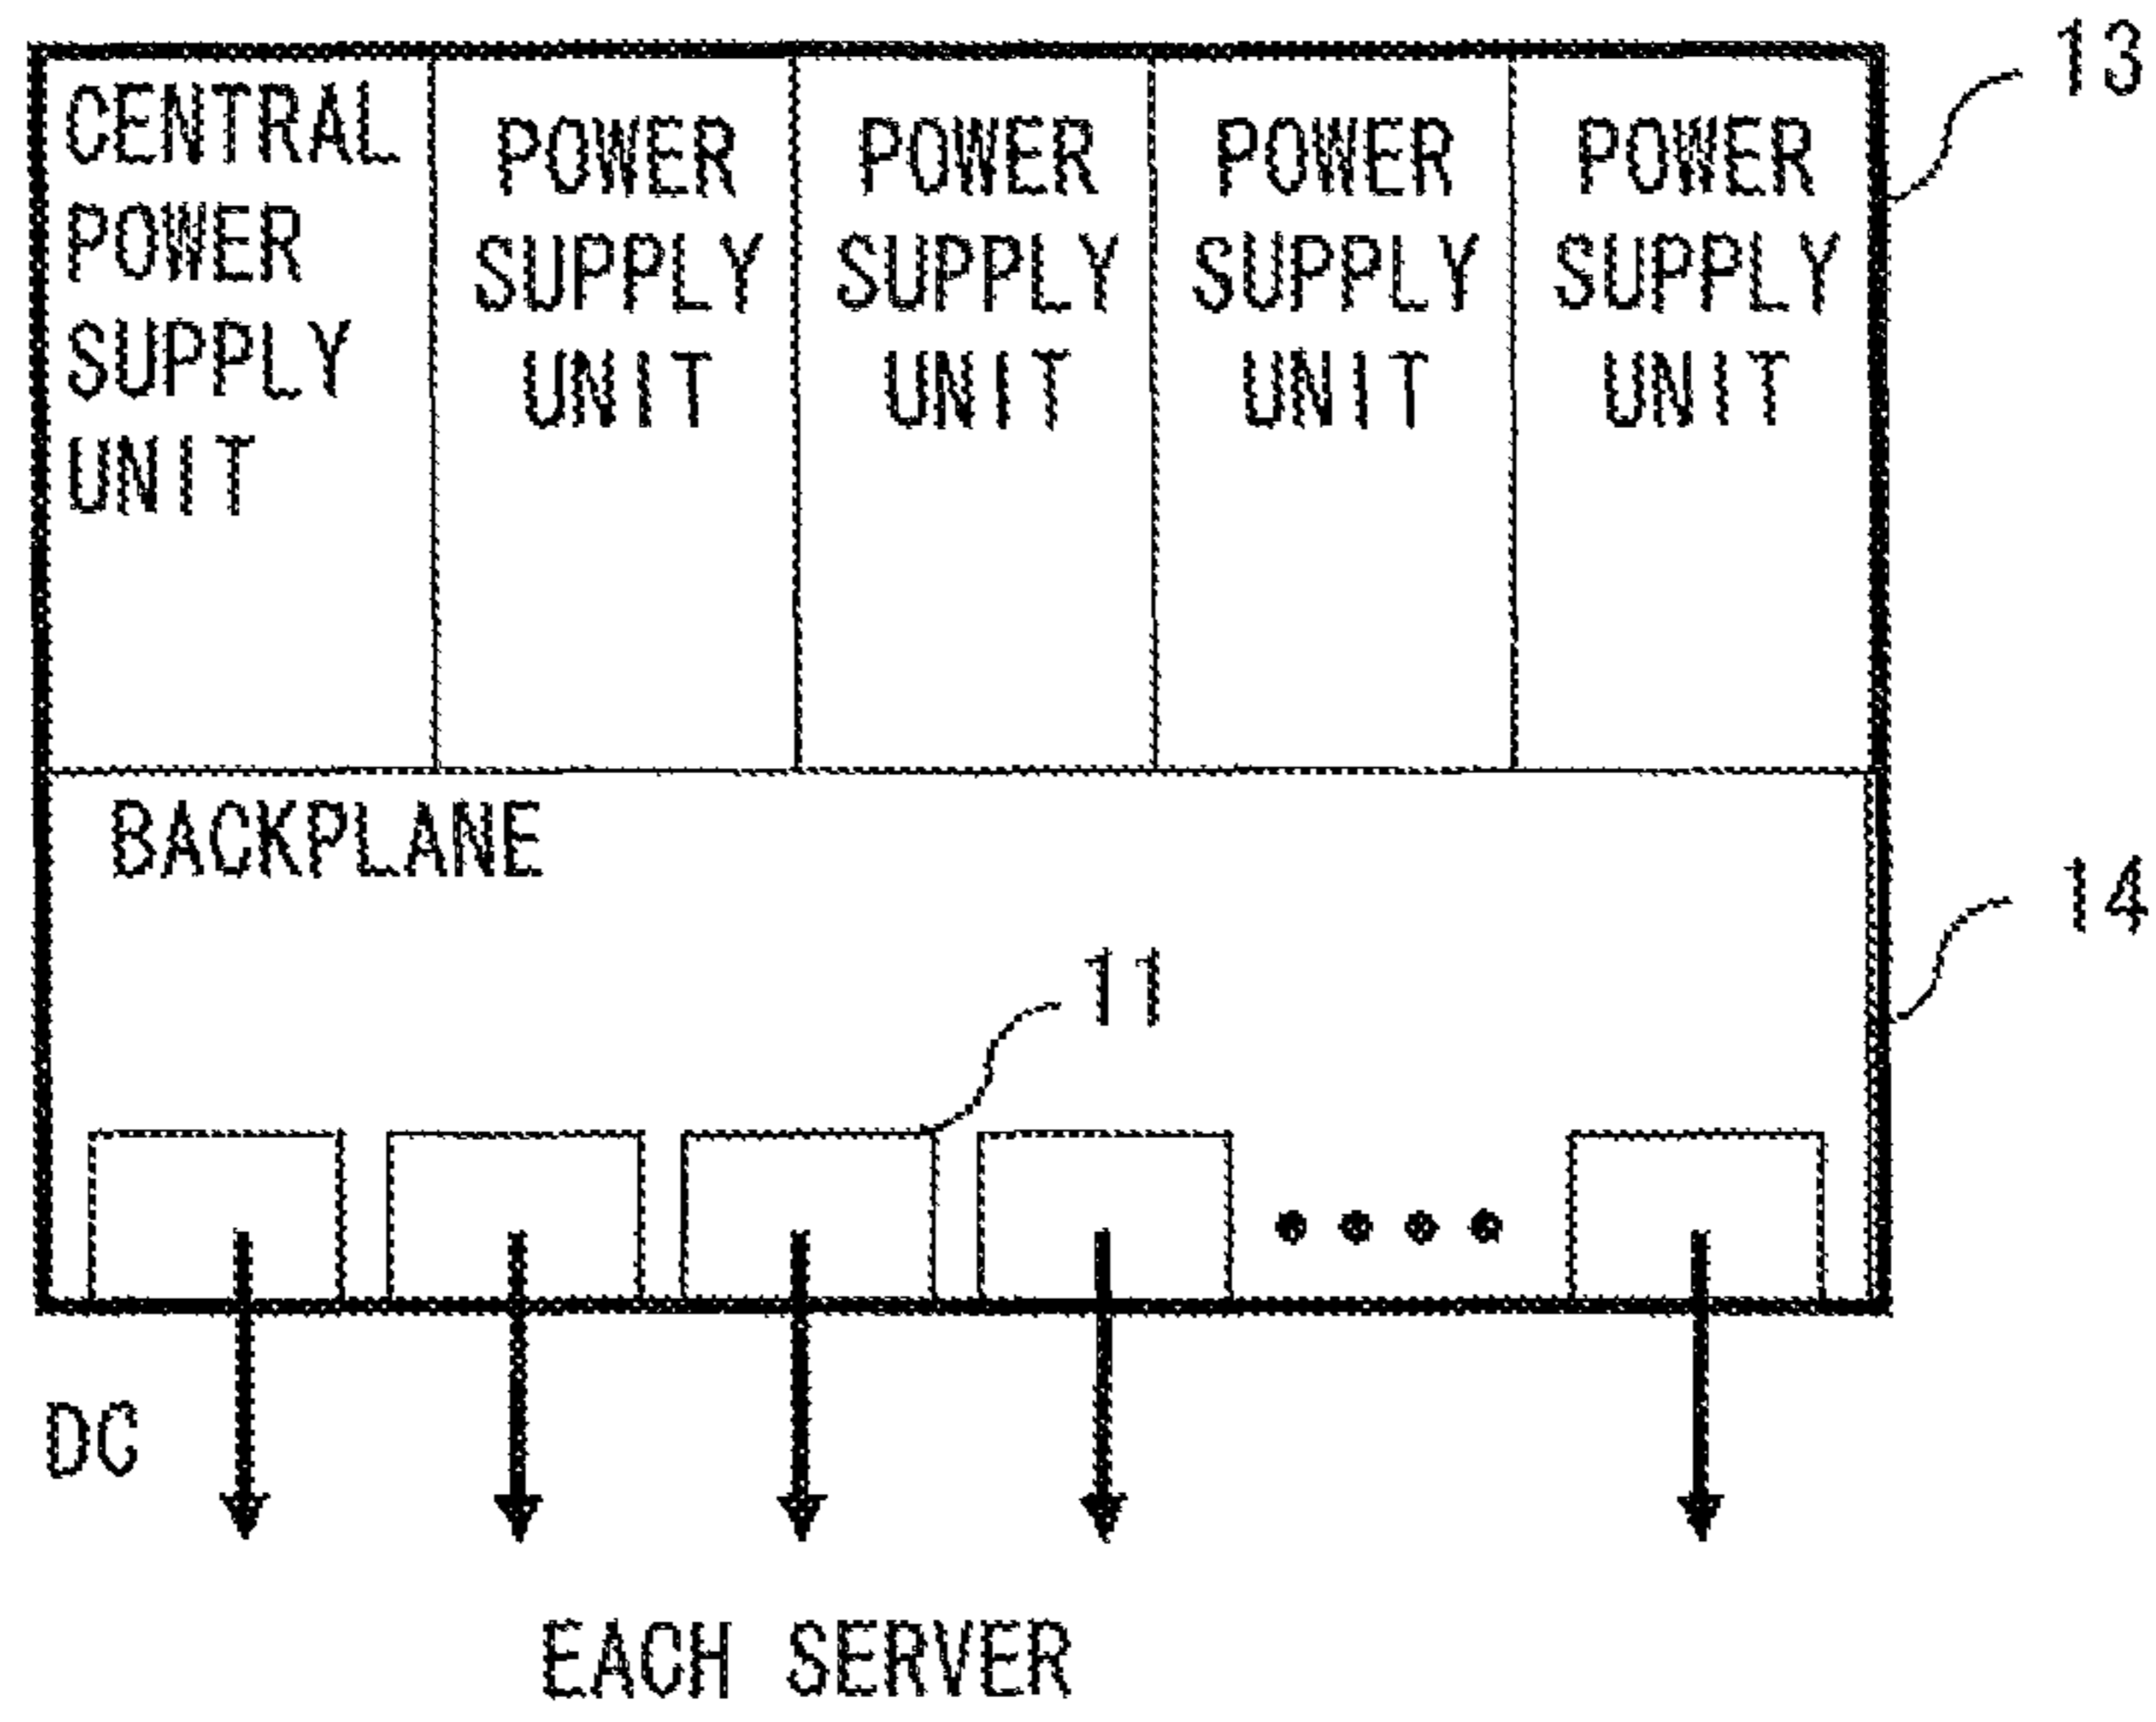 13
CENTRAL
POWER
SUPPLY
UNIT
POWER
SUPPLY
UNIT
POWER
SUPPLY
UNIT
POWER
SUPPLY
UNIT
POWER
SUPPLY
UNIT
BACKPLANE
14
11
DC
EACH SERVER